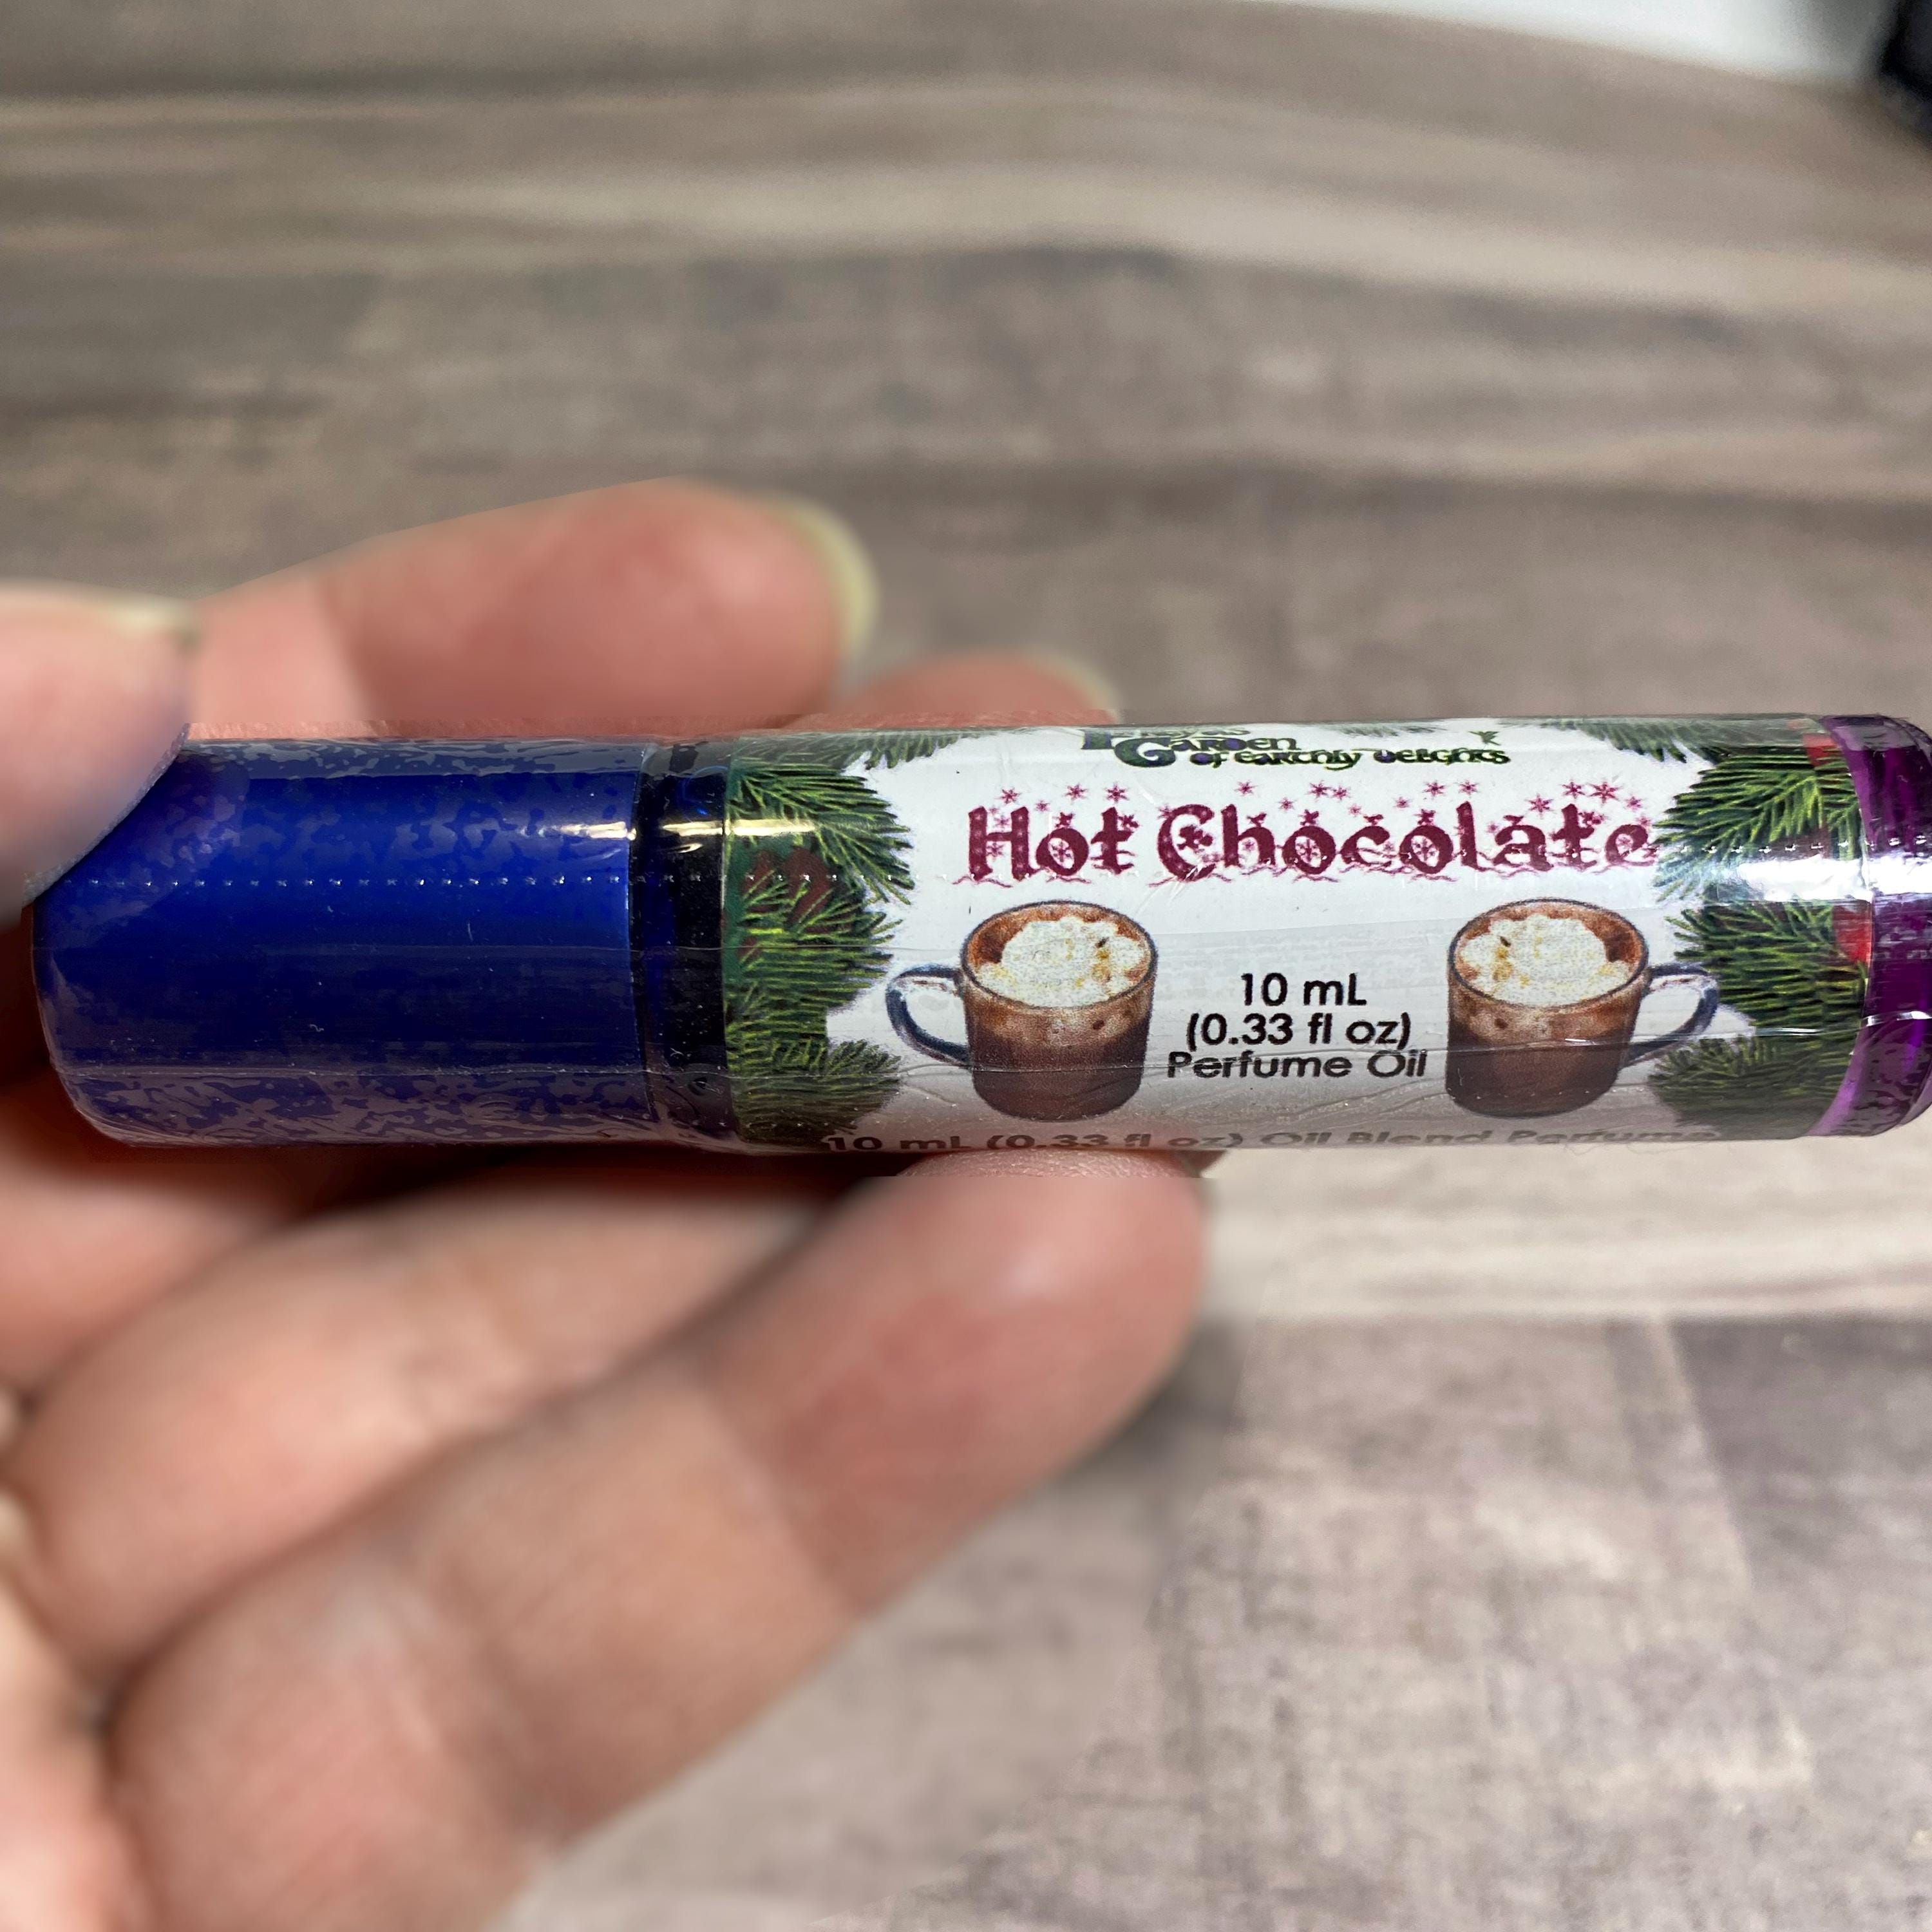 Garden
of Earthly Delights
Hot Chocolate
10 mL
(0.33 fl oz)
Perfume Oil
10 mL (0.33 fl oz) Oil Blend Perfume